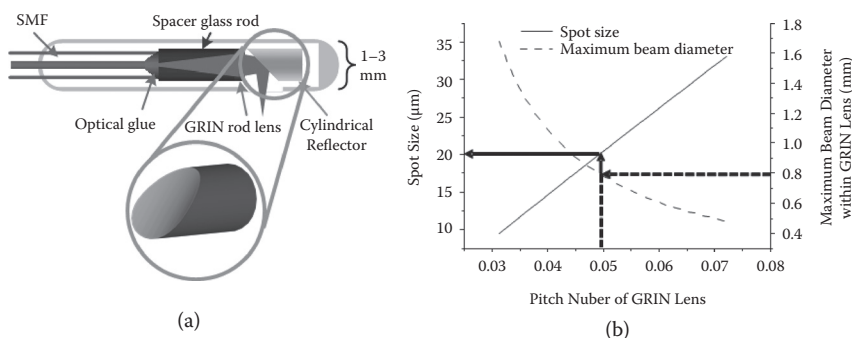 SMF
Spacer glass rod
1–3
mm
Optical glue
GRIN rod lens
Cylindrical
Reflector
(a)
Spot size
Maximum beam diameter
Spot Size (μm)
35
30
25
20
15
10
0.03
0.04
0.05
0.06
0.07
0.08
Pitch Nuber of GRIN Lens
1.8
1.6
1.4
1.2
1.0
0.8
0.6
0.4
Maximum Beam Diameter
within GRIN Lens (mm)
(b)